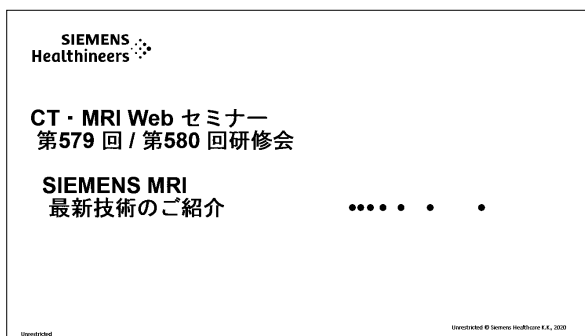 SIEMENS
Healthineers
CT・MRI Web セミナー
第579 回 / 第580 回研修会
SIEMENS MRI
最新技術のご紹介
Unrestricted
Unrestricted © Siemens Healthcare K.K., 2020